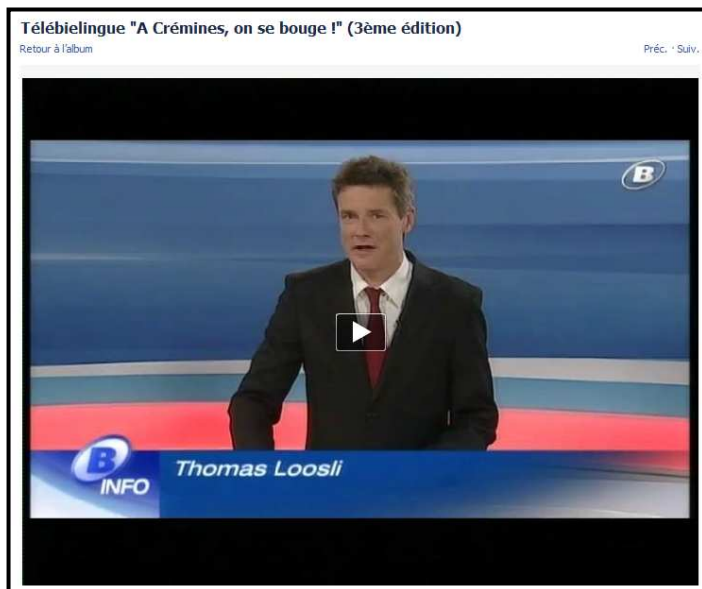 Télébielingue "A Crémines, on se bouge !" (3ème édition)
Retour à l'album
Préc. · Suiv.
B
B
INFO
Thomas Loosli